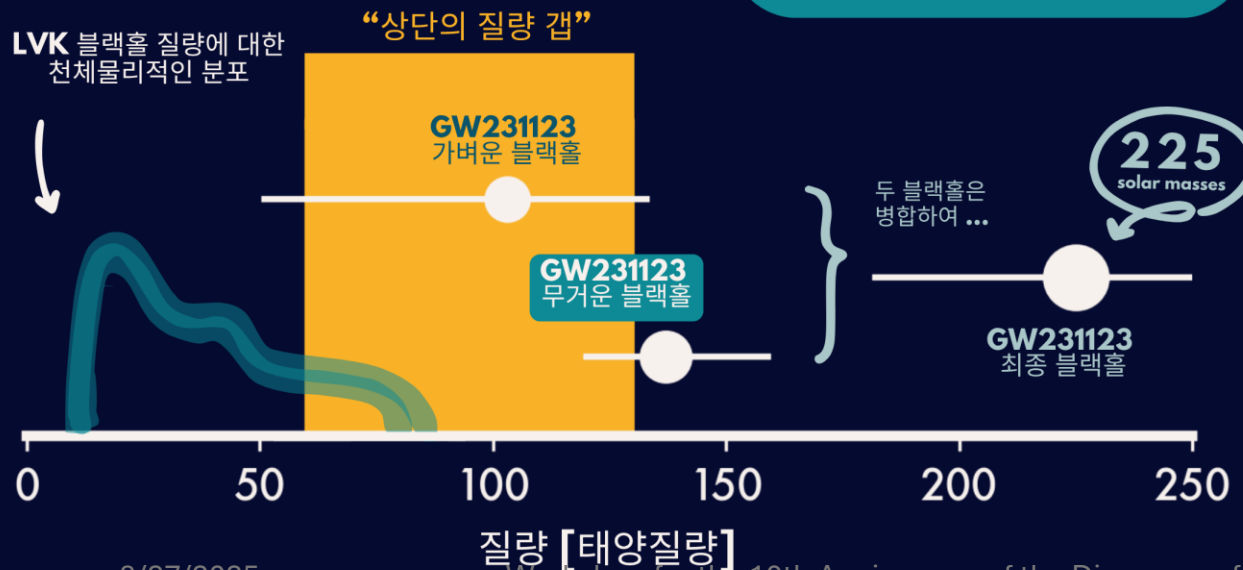 “상단의 질량 갭”
LVK 블랙홀 질량에 대한
천체물리적인 분포
GW231123
가벼운 블랙홀
225
solar masses
두 블랙홀은
병합하여 ...
GW231123
무거운 블랙홀
GW231123
최종 블랙홀
0 50 100 150 200 250
질량 [태양질량]